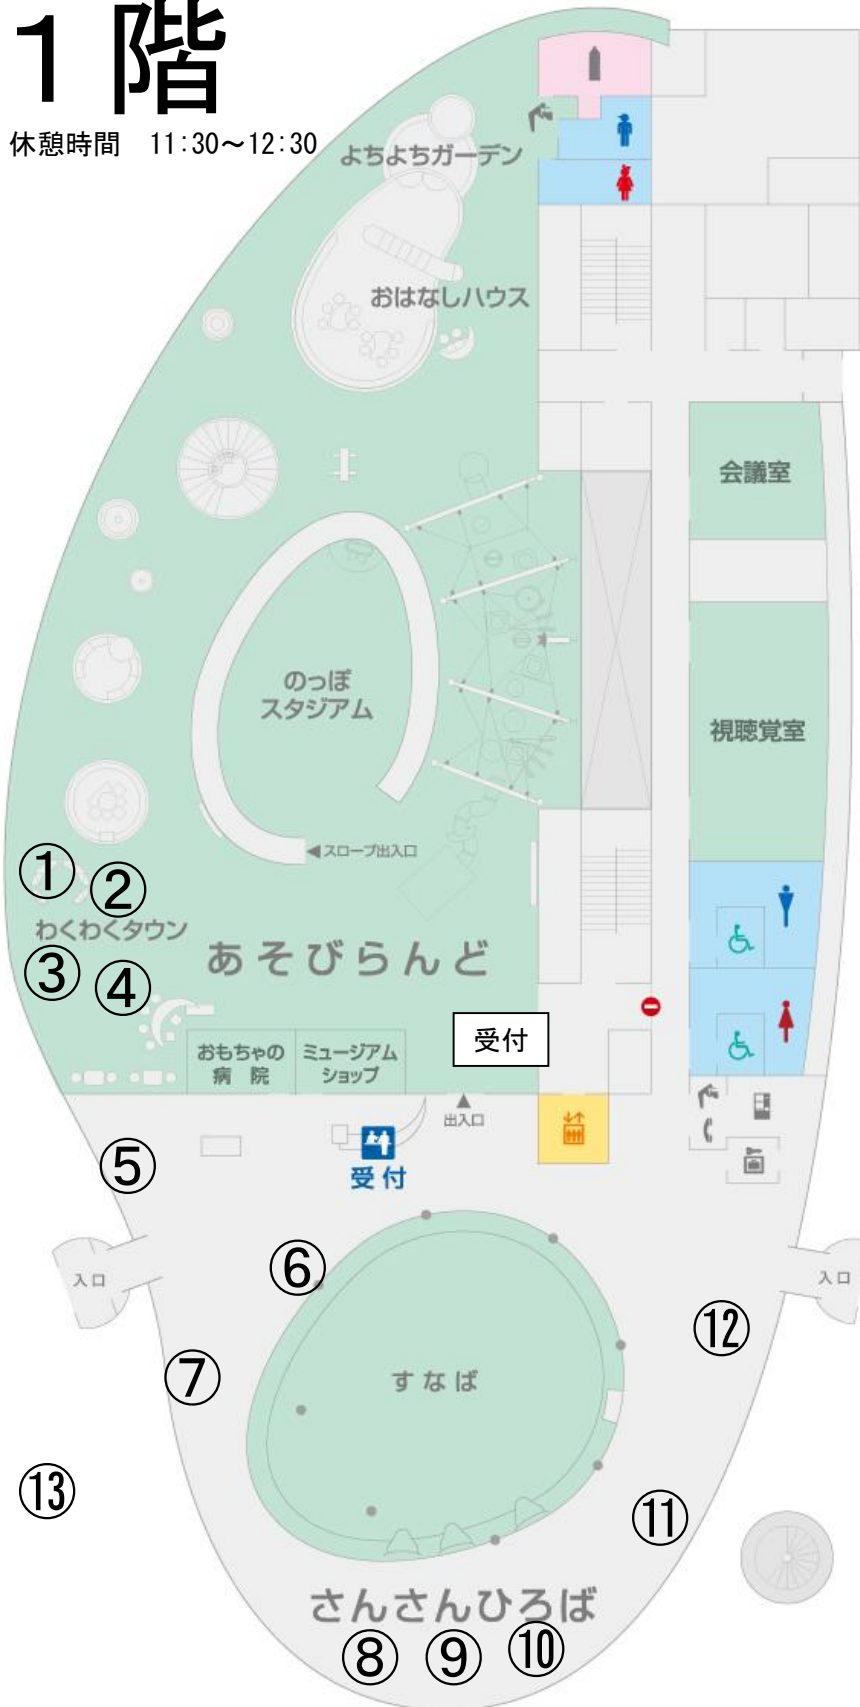 1階
休憩時間　11:30～12:30
よちよちガーデン
おはなしハウス
会議室
のっぽ
スタジアム
視聴覚室
◀スロープ出入口
①
②
わくわくタウン
③
④
あそびらんど
受付
おもちゃの
病院
ミュージアム
ショップ
▲
出入口
受付
⑤
入口
⑥
入口
⑫
⑦
すなば
⑬
⑪
さんさんひろば
⑧
⑨
⑩